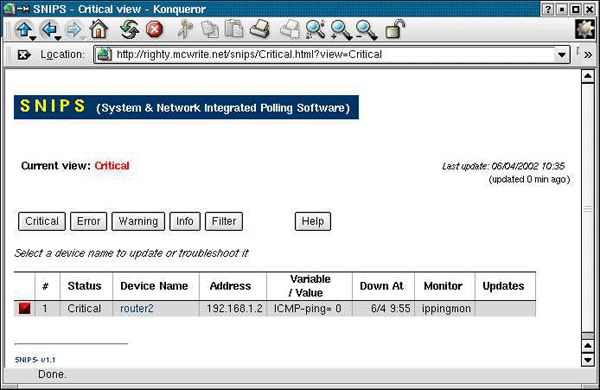 SNIPS - Critical view - Konqueror
Location: http://righty.mcwrite.net/snips/Critical.html?view=Critical
SNIPS (System & Network Integrated Polling Software)
Current view: Critical
Last update: 06/04/2002 10:35
(updated 0 min ago)
Critical Error Warning Info Filter Help
Select a device name to update or troubleshoot it
# Status Device Name Address Variable / Value Down At Monitor Updates
1 Critical router2 192.168.1.2 ICMP-ping= 0 6/4 9:55 ippingmon
SNIPS- v1.1
Done.